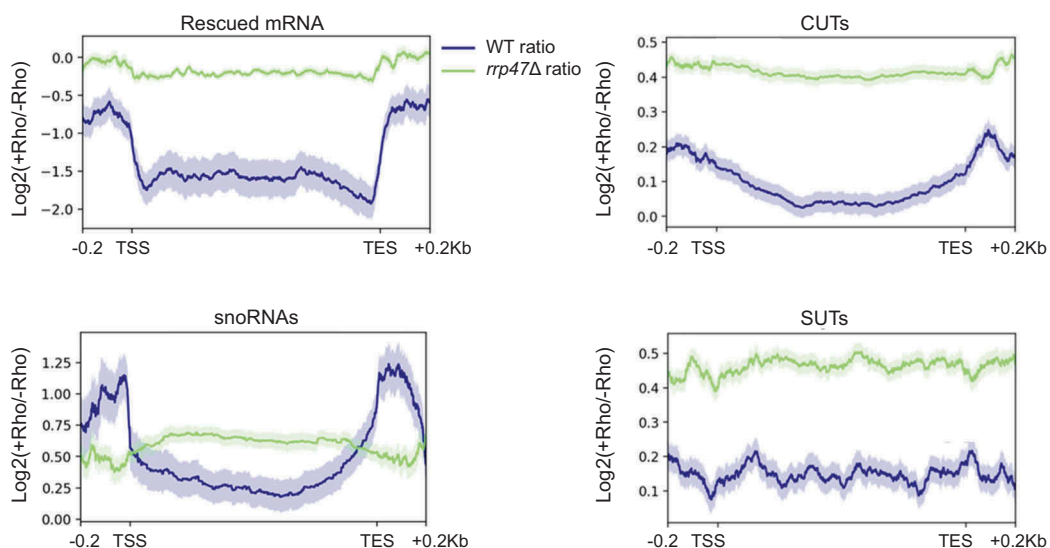 Rescued mRNA
WT ratio
rrp47Δ ratio
Log2(+Rho/-Rho)
0.0
−0.5
−1.0
−1.5
−2.0
-0.2 TSS TES +0.2Kb
CUTs
Log2(+Rho/-Rho)
0.5
0.4
0.3
0.2
0.1
0.0
-0.2 TSS TES +0.2Kb
snoRNAs
Log2(+Rho/-Rho)
1.25
1.00
0.75
0.50
0.25
0.00
-0.2 TSS TES +0.2Kb
SUTs
Log2(+Rho/-Rho)
0.5
0.4
0.3
0.2
0.1
-0.2 TSS TES +0.2Kb